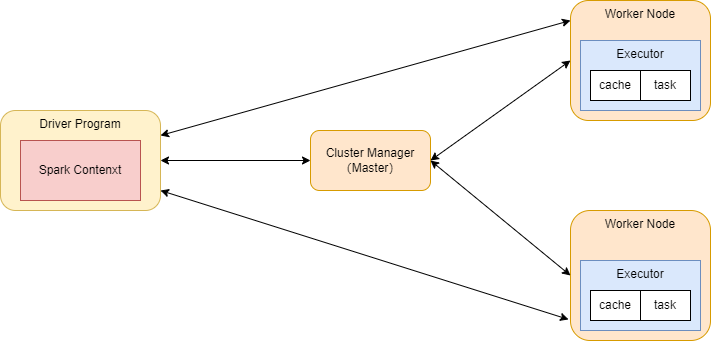 Worker Node
Executor
cache task
Driver Program
Spark Contenxt
Cluster Manager
(Master)
Worker Node
Executor
cache task